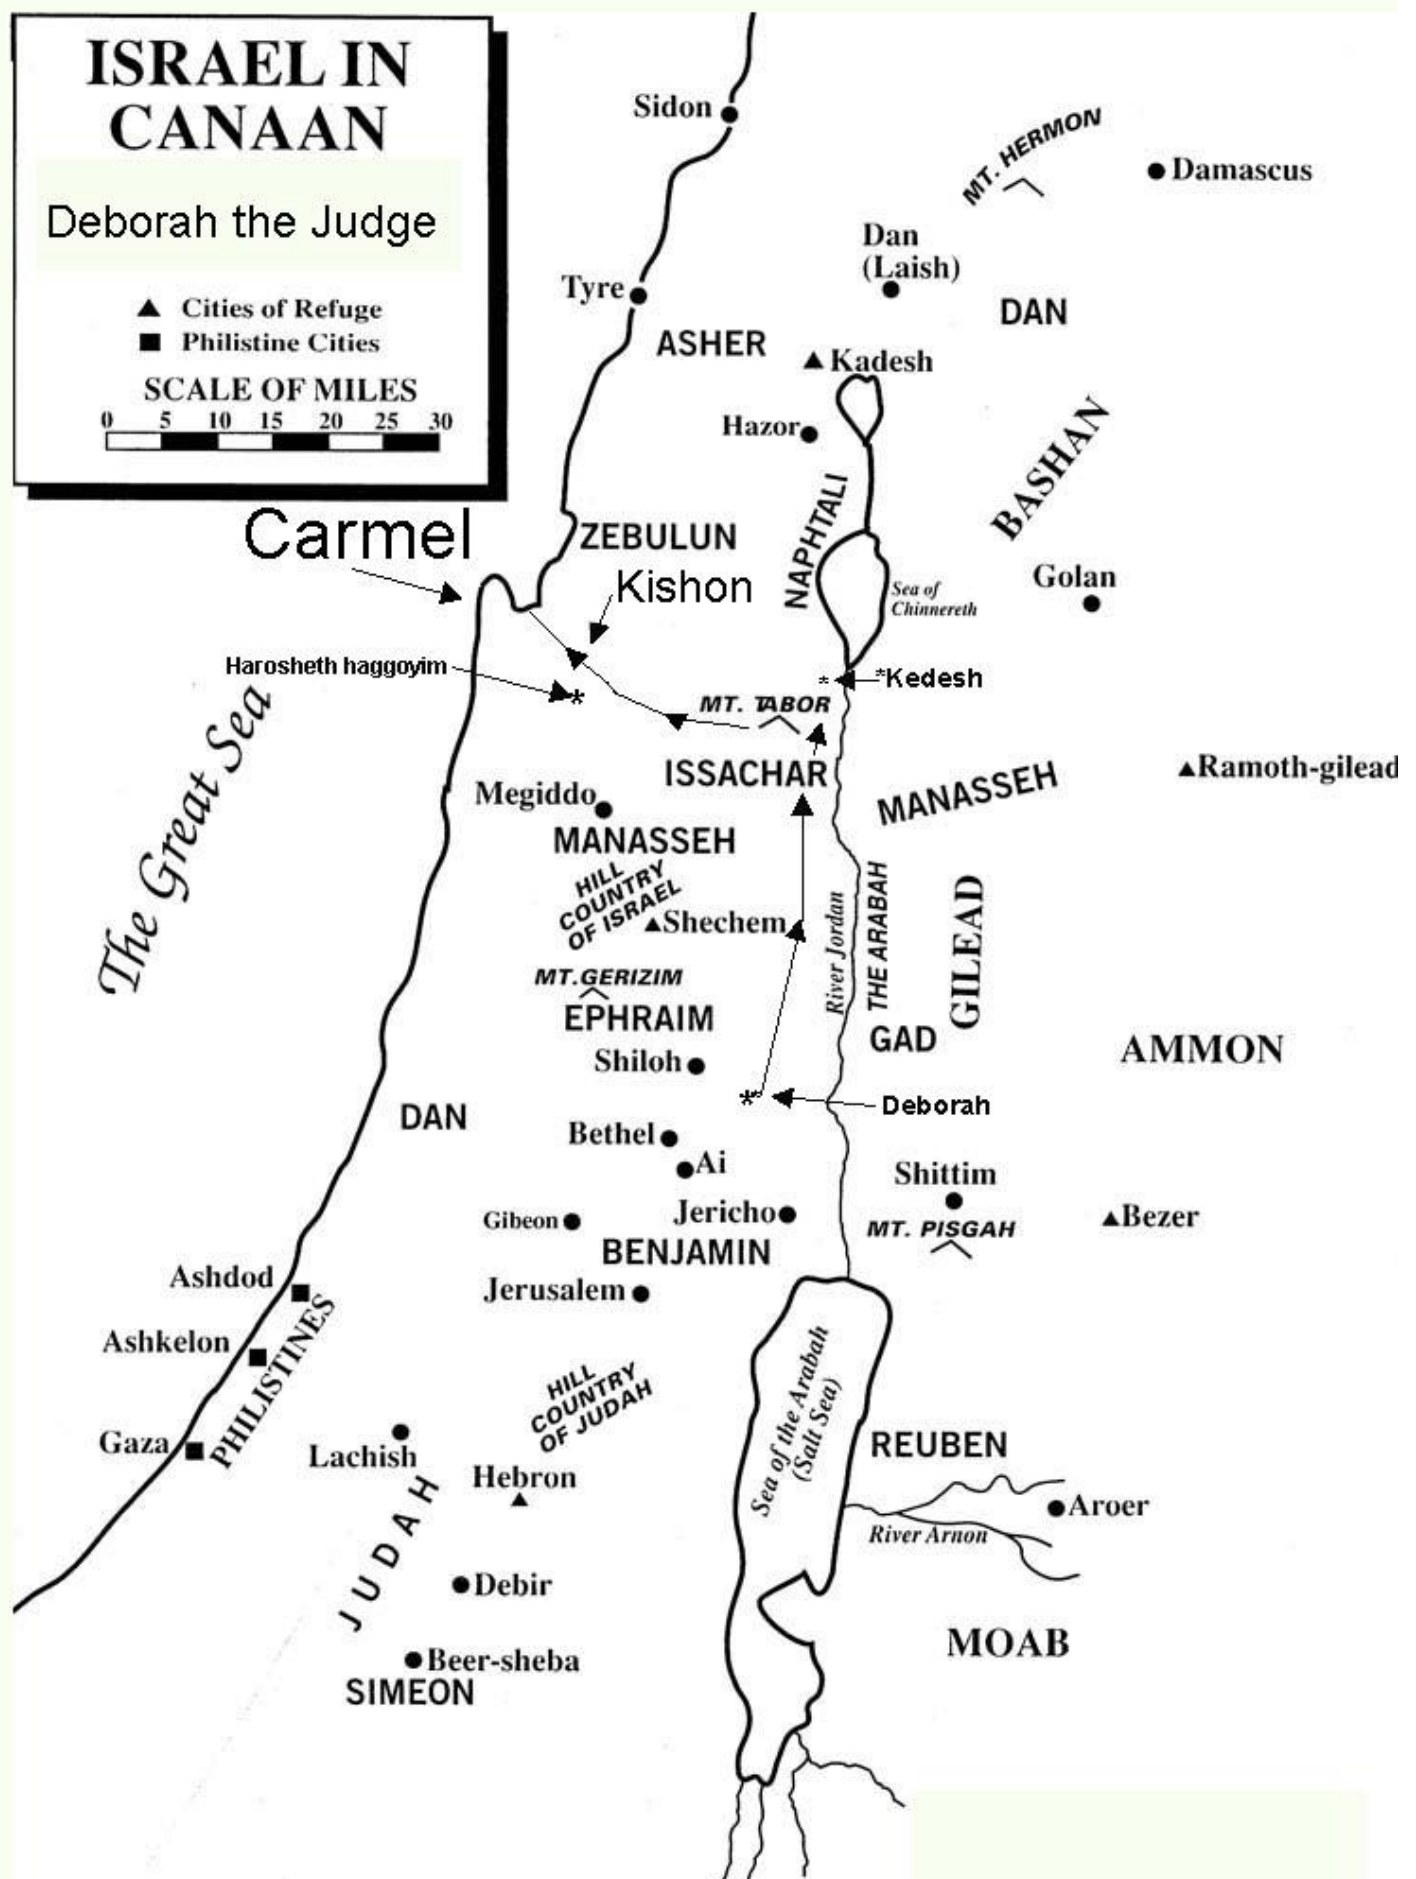 ISRAEL IN
CANAAN
Deborah the Judge
▲ Cities of Refuge
■ Philistine Cities
SCALE OF MILES
0 5 10 15 20 25 30
Sidon
MT. HERMON
Damascus
Dan
(Laish)
DAN
Tyre
ASHER
Kadesh
Hazor
BASHAN
NAPHTALI
Carmel
ZEBULUN
Kishon
Sea of
Chinnereth
Golan
Harosheth haggoyim
*
*
*Kedesh
MT. TABOR
The Great Sea
ISSACHAR
Ramoth-gilead
MANASSEH
Megiddo
MANASSEH
HILL
COUNTRY
OF ISRAEL
Shechem
River Jordan
THE ARABAH
GILEAD
MT.GERIZIM
EPHRAIM
GAD
AMMON
Shiloh
*
Deborah
DAN
Bethel
Ai
Shittim
Jericho
Gibeon
MT. PISGAH
Bezer
BENJAMIN
Ashdod
Jerusalem
Ashkelon
PHILISTINES
Gaza
HILL
COUNTRY
OF JUDAH
Sea of the Arabah
(Salt Sea)
Lachish
REUBEN
Hebron
JUDAH
Aroer
River Arnon
Debir
MOAB
Beer-sheba
SIMEON